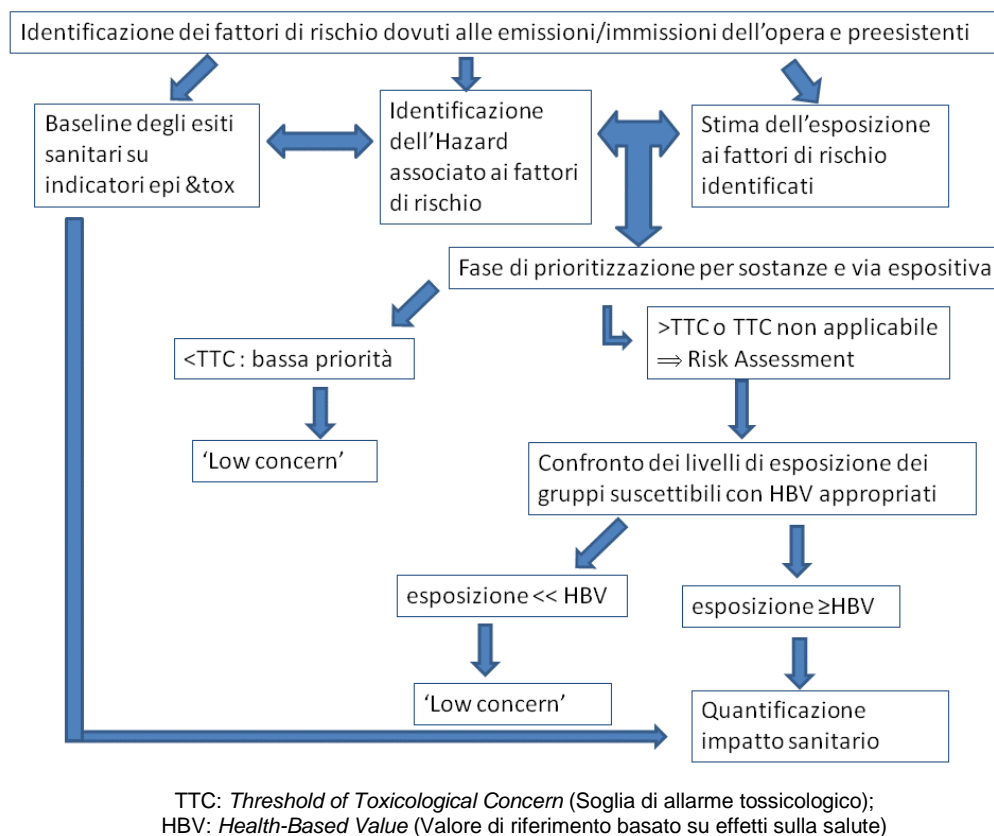 Identificazione dei fattori di rischio dovuti alle emissioni/immissioni dell'opera e preesistenti
Baseline degli esiti
sanitari su
indicatori epi &tox
Identificazione
dell'Hazard
associato ai fattori
di rischio
Stima dell'esposizione
ai fattori di rischio
identificati
Fase di prioritizzazione per sostanze e via espositiva
<TTC : bassa priorità
>TTC o TTC non applicabile
⇒ Risk Assessment
'Low concern'
Confronto dei livelli di esposizione dei
gruppi suscettibili con HBV appropriati
esposizione << HBV
esposizione ≥HBV
'Low concern'
Quantificazione
impatto sanitario
TTC: Threshold of Toxicological Concern (Soglia di allarme tossicologico);
HBV: Health-Based Value (Valore di riferimento basato su effetti sulla salute)